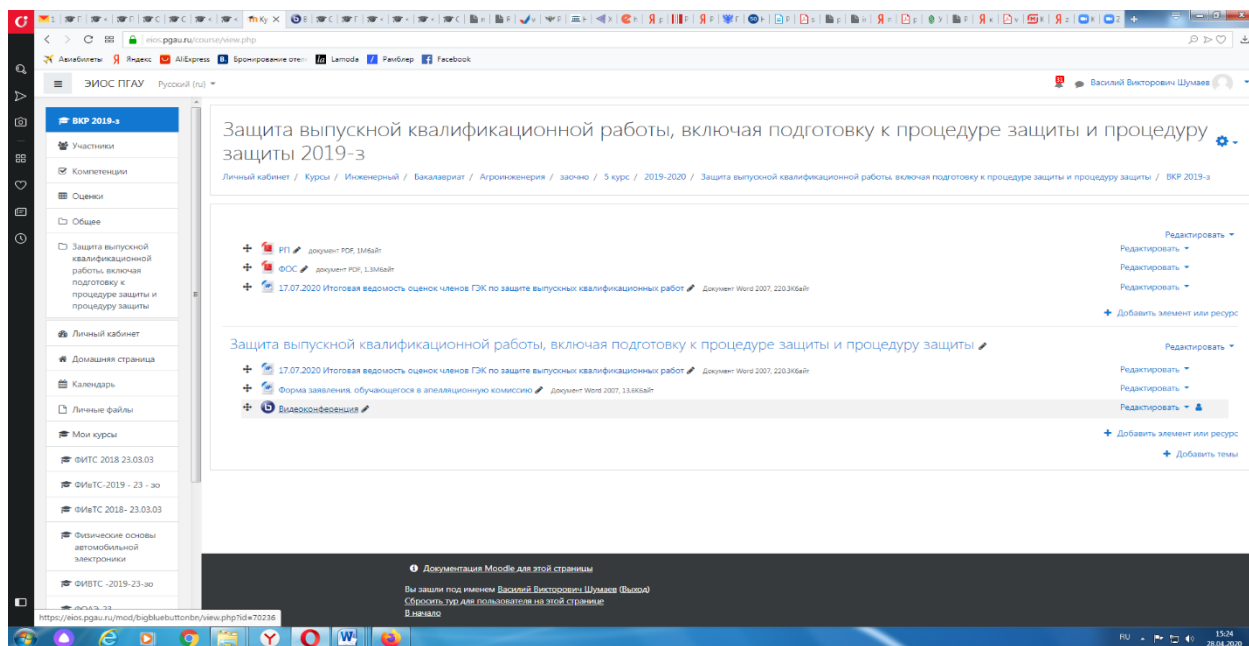 eios.pgau.ru/course/view.php
Авиабилеты Яндекс AliExpress Бронирование отел Lamoda Рамблер Facebook
ЭИОС ПГАУ Русский (ru)
31 Василий Викторович Шумаев
ВКР 2019-з
Участники
Компетенции
Оценки
Общее
Защита выпускной
квалификационной
работы, включая
подготовку к
процедуре защиты и
процедуру защиты
Личный кабинет
Домашняя страница
Календарь
Личные файлы
Мои курсы
ФИТС 2018 23.03.03
ФИвТС-2019 - 23 - зо
ФИвТС 2018- 23.03.03
Физические основы
автомобильной
электроники
ФИВТС -2019-23-зо
Защита выпускной квалификационной работы, включая подготовку к процедуре защиты и процедуру
защиты 2019-з
Личный кабинет / Курсы / Инженерный / Бакалавриат / Агроинженерия / заочно / 5 курс / 2019-2020 / Защита выпускной квалификационной работы, включая подготовку к процедуре защиты и процедуру защиты / ВКР 2019-з
Редактировать
РП документ PDF, 1Мбайт Редактировать
ФОС документ PDF, 1.3Мбайт Редактировать
17.07.2020 Итоговая ведомость оценок членов ГЭК по защите выпускных квалификационных работ Документ Word 2007, 220.3Кбайт Редактировать
Добавить элемент или ресурс
Защита выпускной квалификационной работы, включая подготовку к процедуре защиты и процедуру защиты Редактировать
17.07.2020 Итоговая ведомость оценок членов ГЭК по защите выпускных квалификационных работ Документ Word 2007, 220.3Кбайт Редактировать
Форма заявления, обучающегося в апелляционную комиссию Документ Word 2007, 13.6Кбайт Редактировать
Видеоконференция Редактировать
Добавить элемент или ресурс
Добавить темы
Документация Moodle для этой страницы
Вы зашли под именем Василий Викторович Шумаев (Выход)
Сбросить тур для пользователя на этой странице
В начало
https://eios.pgau.ru/mod/bigbluebuttonbn/view.php?id=70236
RU 15:24
28.04.2020